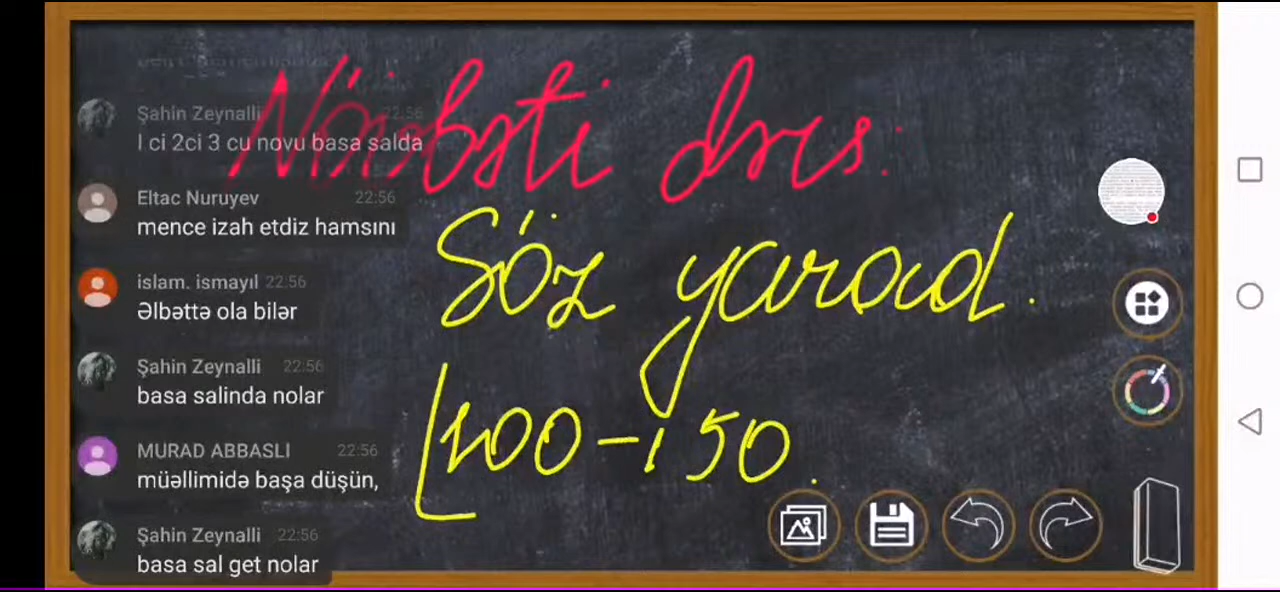 Şahin Zeynalli 22:56
I ci 2ci 3 cu novu basa salda
Eltac Nuruyev 22:56
mence izah etdiz hamsını
islam. ismayıl 22:56
Əlbəttə ola bilər
Şahin Zeynalli 22:56
basa salinda nolar
MURAD ABBASLI 22:56
müəllimidə başa düşün,
Şahin Zeynalli 22:56
basa sal get nolar
Növbəti dərs.
Söz yarad.
100-150.